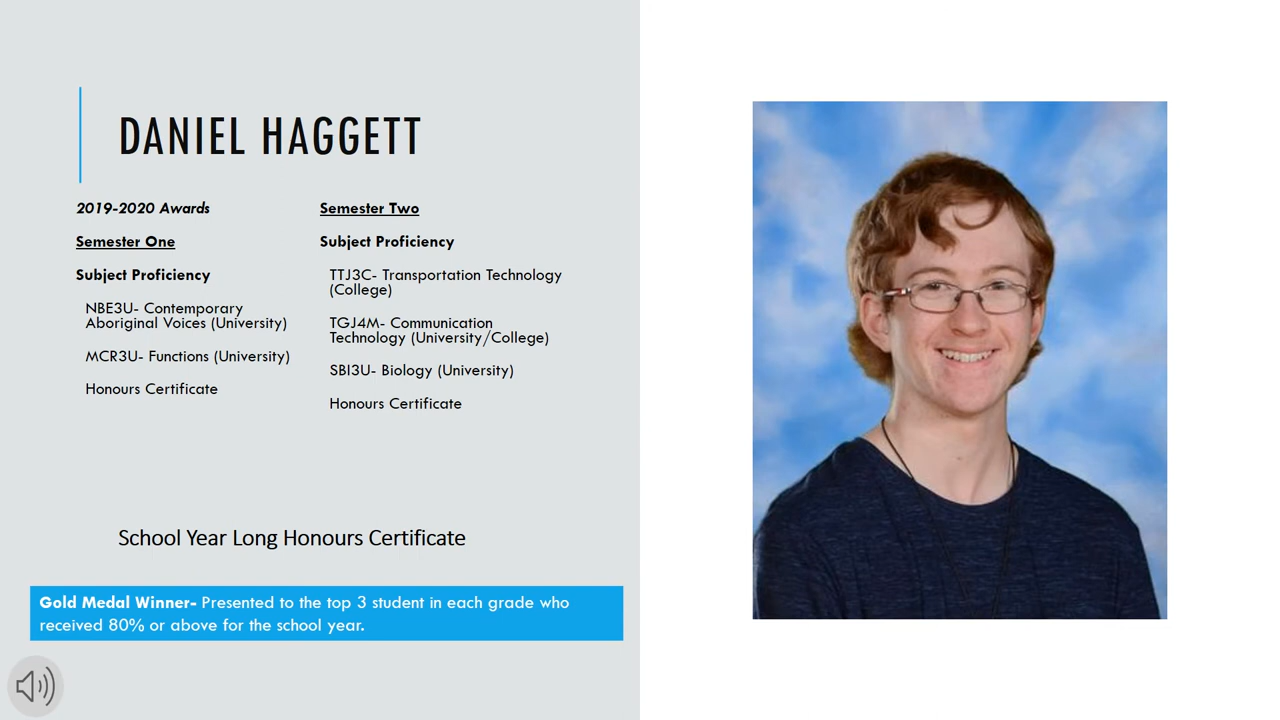 DANIEL HAGGETT
2019-2020 Awards
Semester One
Subject Proficiency
NBE3U- Contemporary
Aboriginal Voices (University)
MCR3U- Functions (University)
Honours Certificate
Semester Two
Subject Proficiency
TTJ3C- Transportation Technology
(College)
TGJ4M- Communication
Technology (University/College)
SBI3U- Biology (University)
Honours Certificate
School Year Long Honours Certificate
Gold Medal Winner- Presented to the top 3 student in each grade who
received 80% or above for the school year.